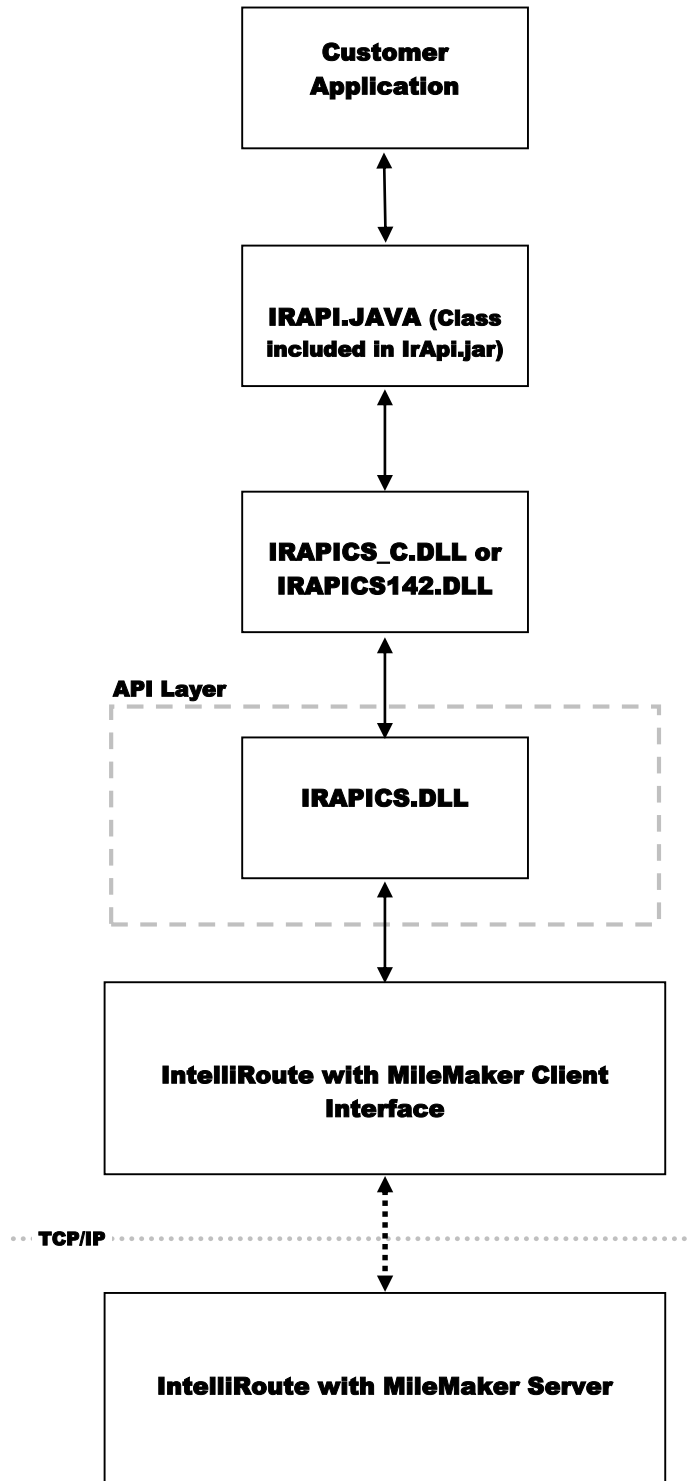 Customer
Application
IRAPI.JAVA (Class
included in IrApi.jar)
IRAPICS_C.DLL or
IRAPICS142.DLL
API Layer
IRAPICS.DLL
IntelliRoute with MileMaker Client
Interface
TCP/IP
IntelliRoute with MileMaker Server